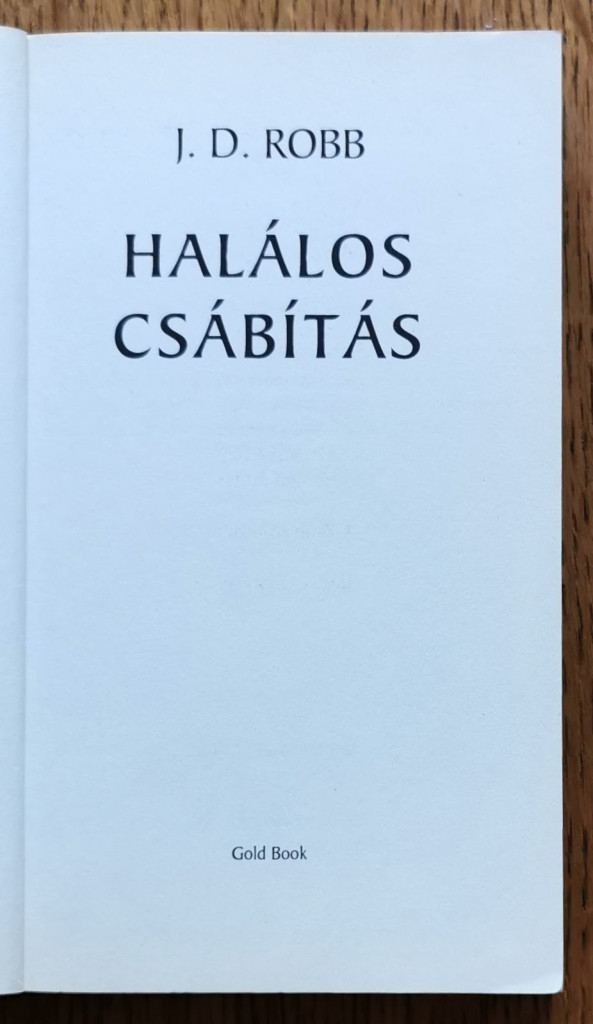 J. D. ROBB
HALÁLOS
CSÁBÍTÁS
Gold Book